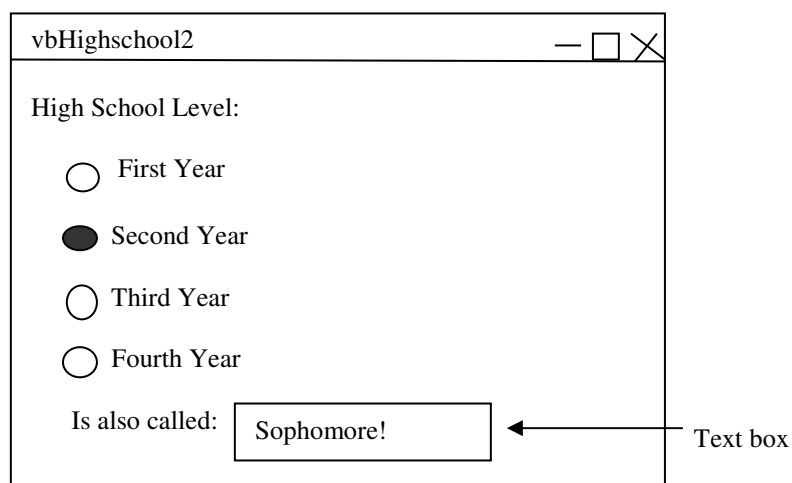 vbHighschool2
High School Level:
First Year
Second Year
Third Year
Fourth Year
Is also called: Sophomore!
Text box